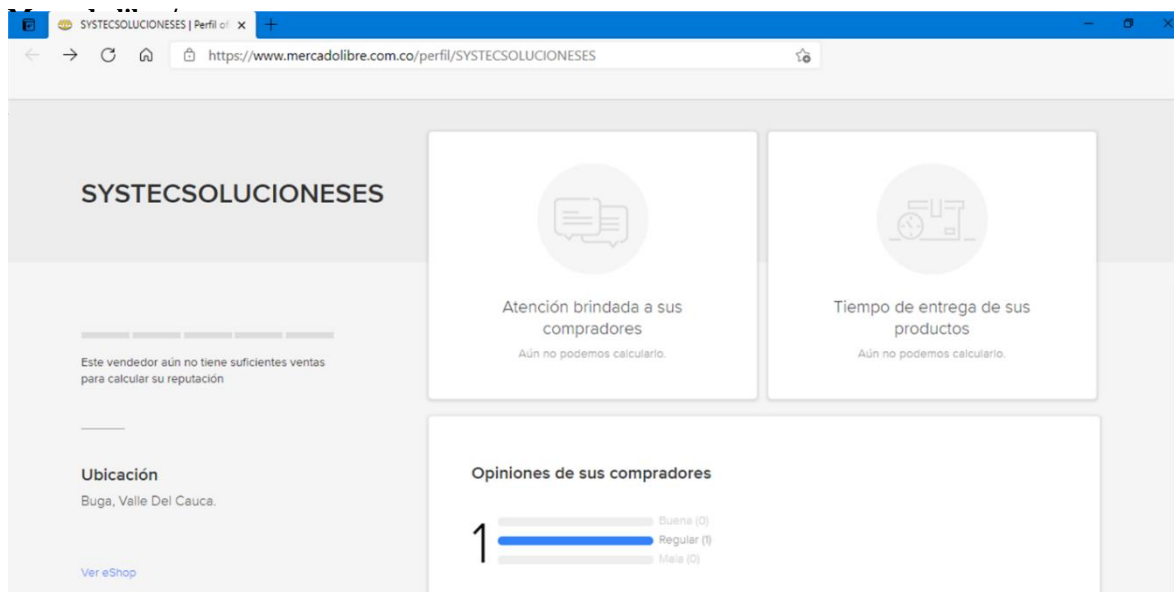 SYSTECSOLUCIONESES | Perfil of
https://www.mercadolibre.com.co/perfil/SYSTECSOLUCIONESES
SYSTECSOLUCIONESES
Este vendedor aún no tiene suficientes ventas
para calcular su reputación
Ubicación
Buga, Valle Del Cauca.
Ver eShop
Atención brindada a sus
compradores
Aún no podemos calcularlo.
Tiempo de entrega de sus
productos
Aún no podemos calcularlo.
Opiniones de sus compradores
1
Buena (0)
Regular (1)
Mala (0)